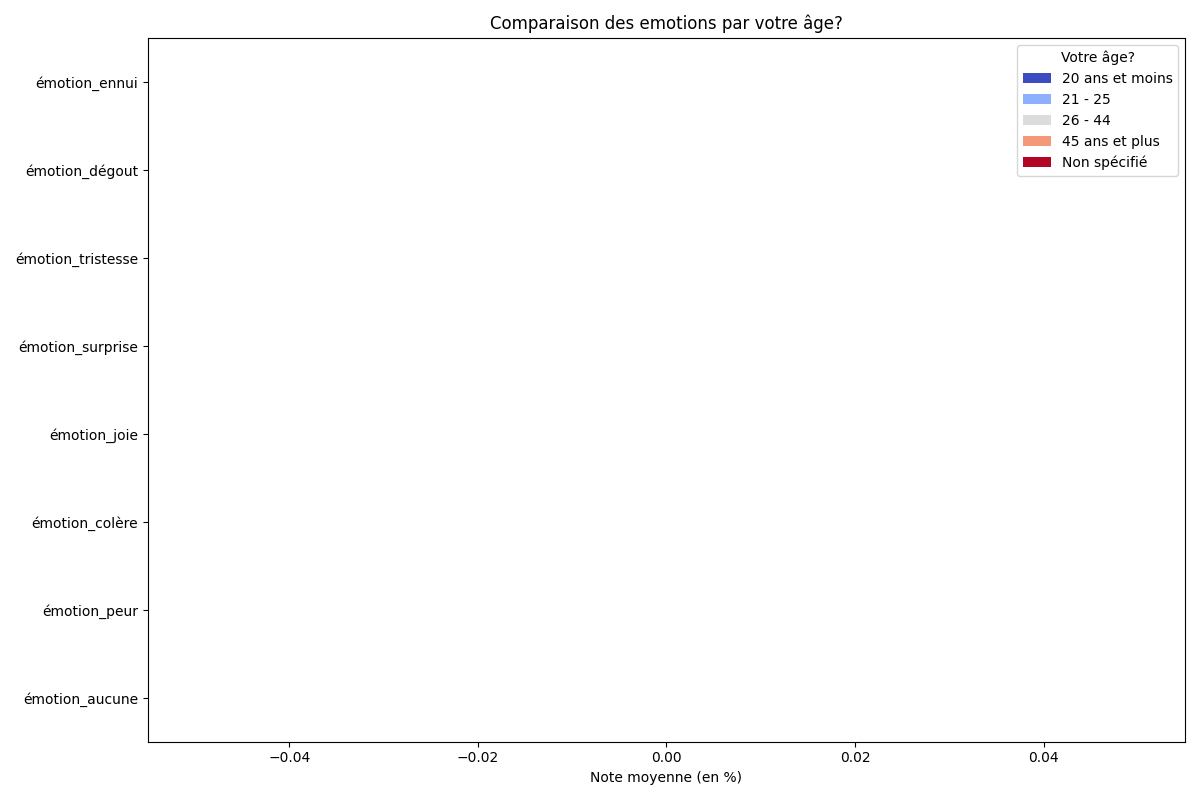 Comparaison des emotions par votre âge?
émotion_ennui
émotion_dégout
émotion_tristesse
émotion_surprise
émotion_joie
émotion_colère
émotion_peur
émotion_aucune
Votre âge?
20 ans et moins
21 - 25
26 - 44
45 ans et plus
Non spécifié
−0.04 −0.02 0.00 0.02 0.04
Note moyenne (en %)